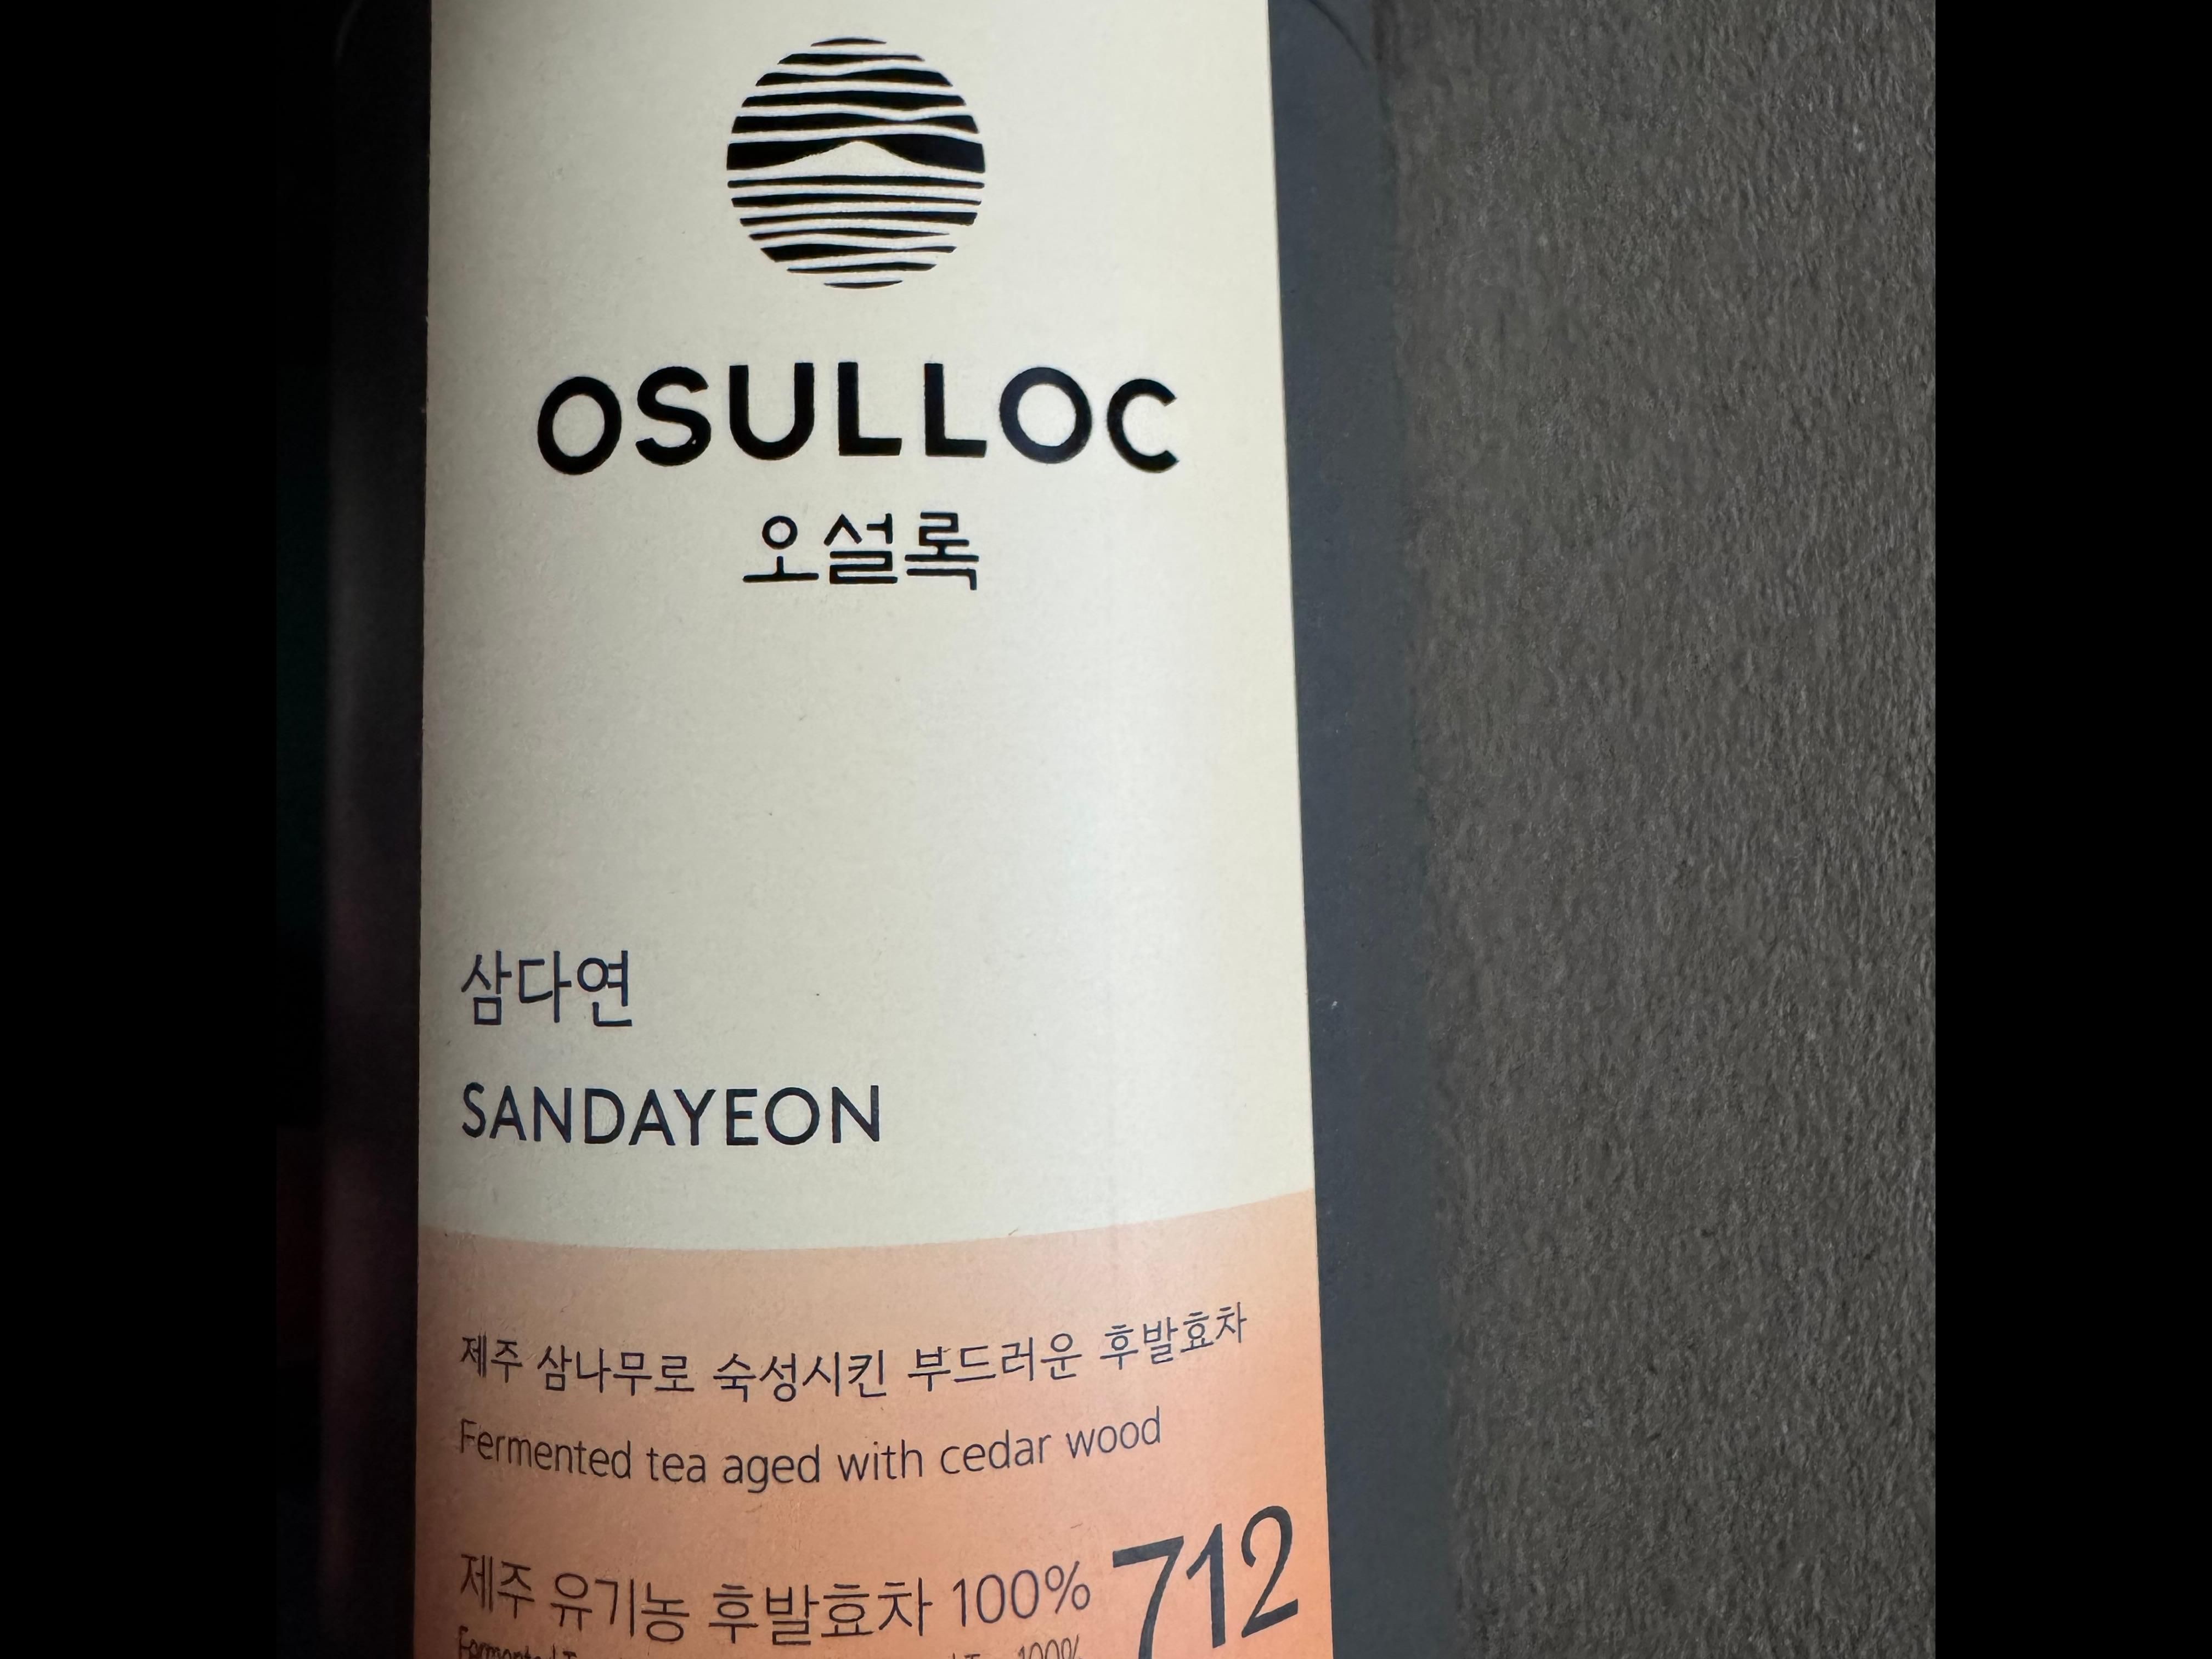 OSULLOC
오설록
삼다연
SANDAYEON
제주 삼나무로 숙성시킨 부드러운 후발효차
Fermented tea aged with cedar wood
제주 유기농 후발효차 100%
712
100%